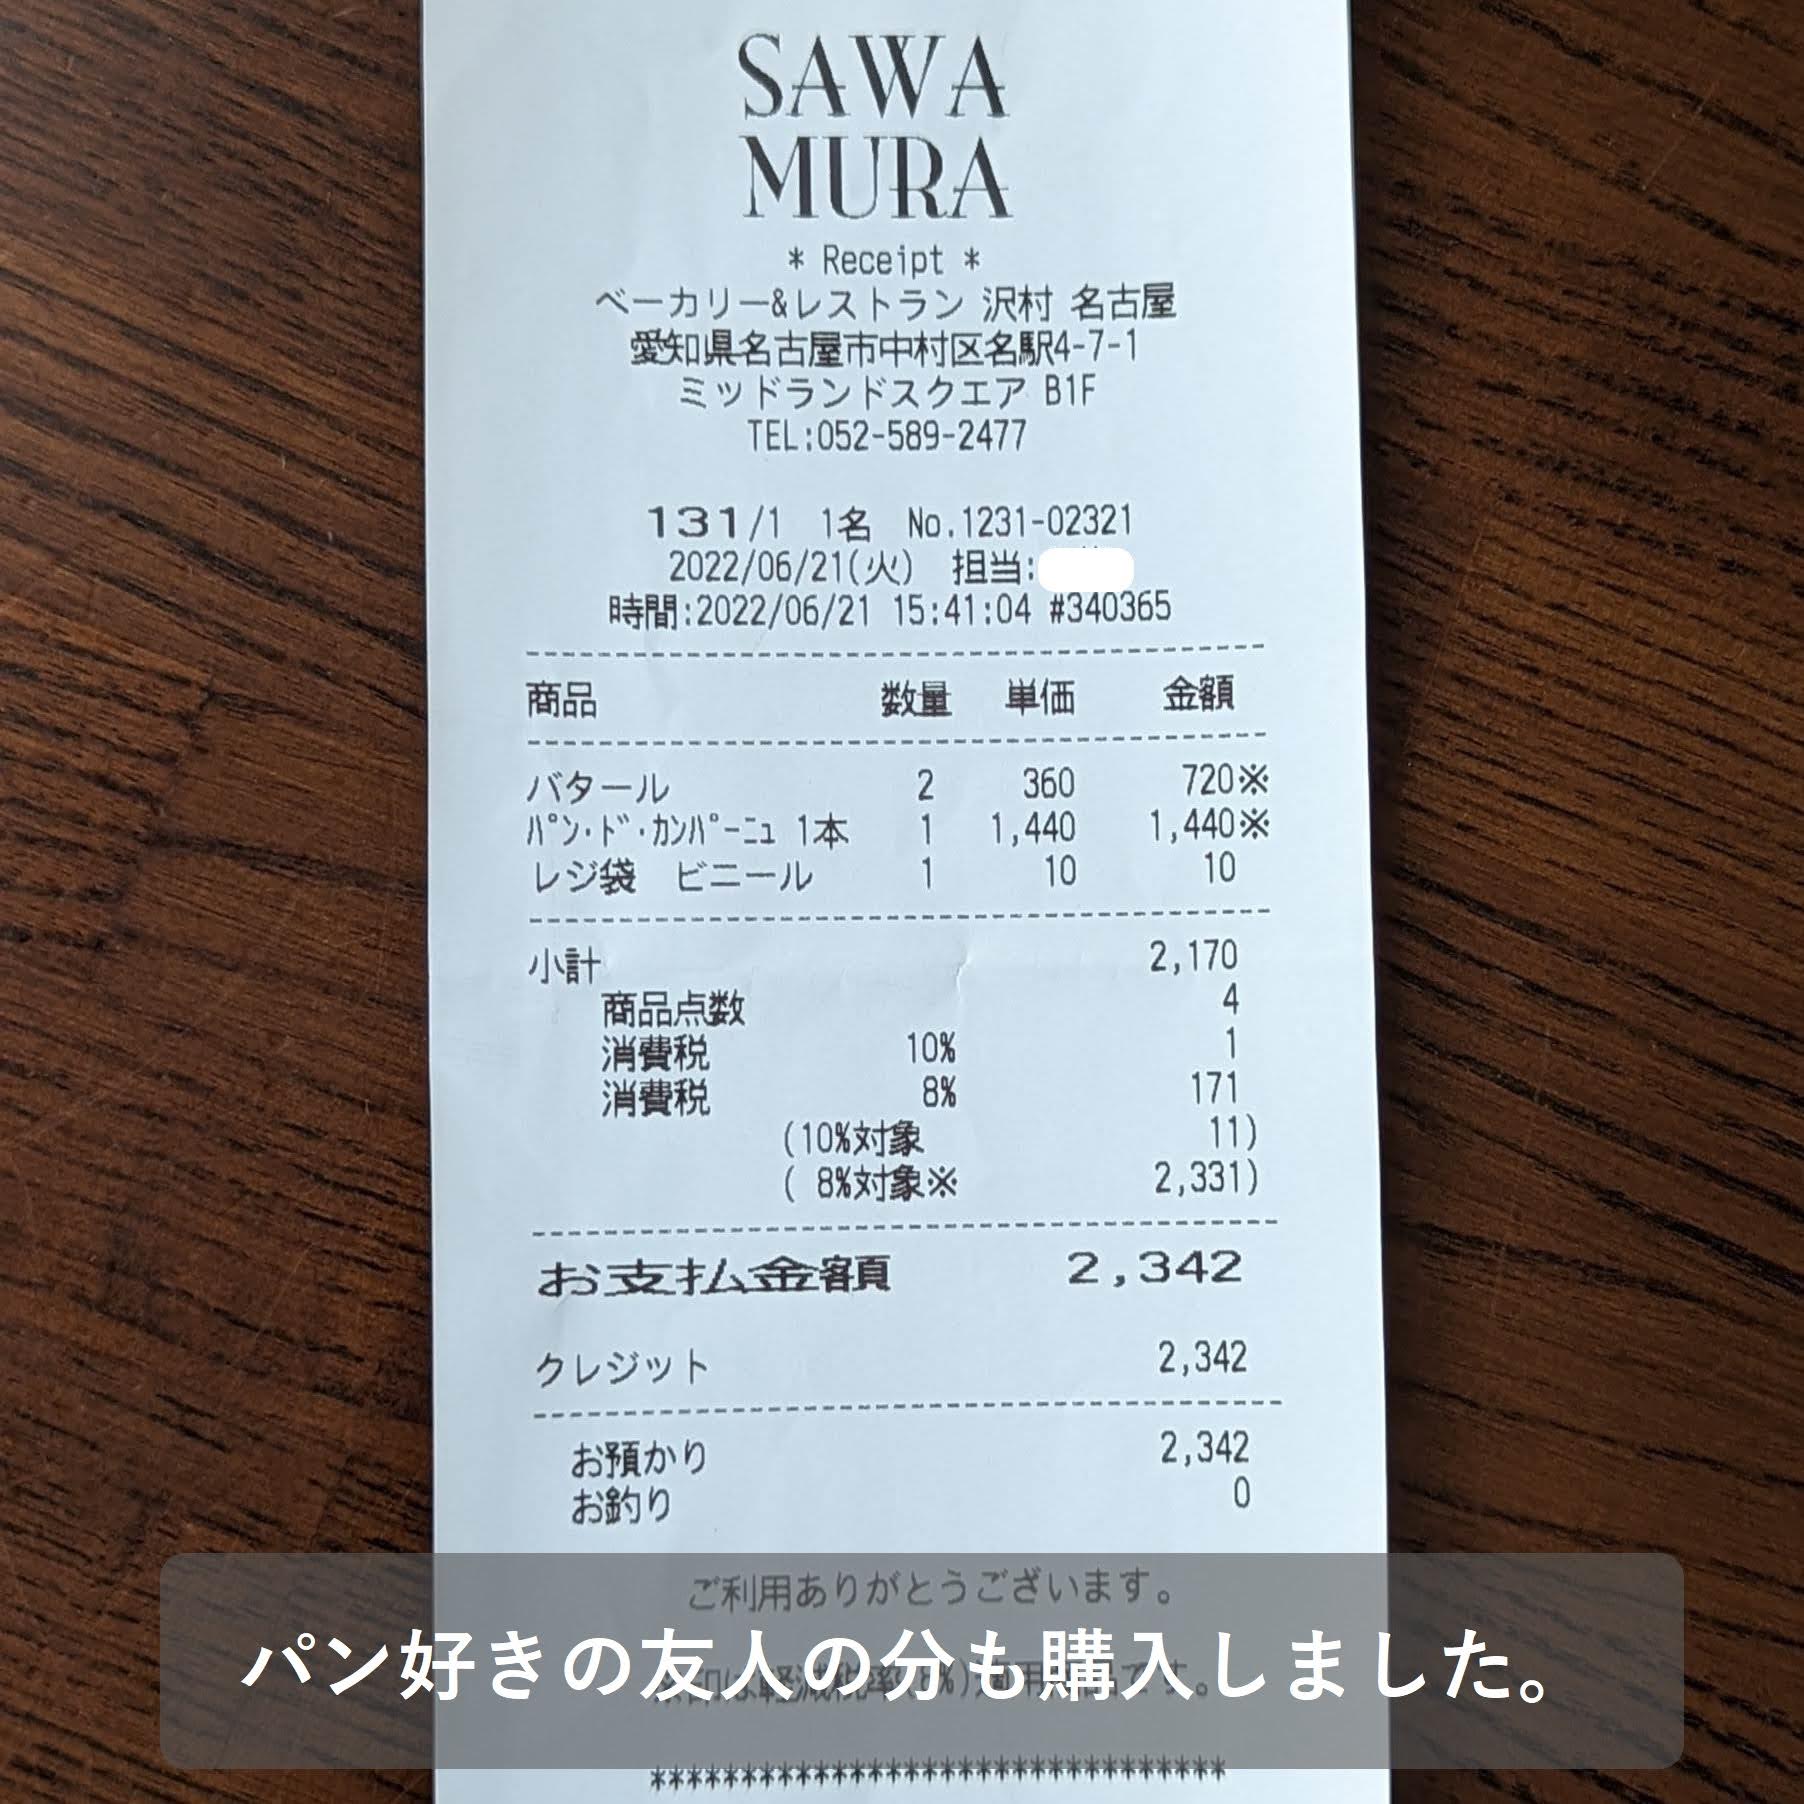 SAWA
MURA
* Receipt *
ベーカリー&レストラン 沢村 名古屋
愛知県名古屋市中村区名駅4-7-1
ミッドランドスクエア B1F
TEL:052-589-2477
131/1 1名 No.1231-02321
2022/06/21(火) 担当:
時間:2022/06/21 15:41:04 #340365
商品 数量 単価 金額
バタール 2 360 720※
ﾊﾟﾝ･ﾄﾞ･ｶﾝﾊﾟｰﾆｭ 1本 1 1,440 1,440※
レジ袋 ビニール 1 10 10
小計 2,170
商品点数 4
消費税 10% 1
消費税 8% 171
(10%対象 11)
( 8%対象※ 2,331)
お支払金額 2,342
クレジット 2,342
お預かり 2,342
お釣り 0
ご利用ありがとうございます。
パン好きの友人の分も購入しました。
********************************